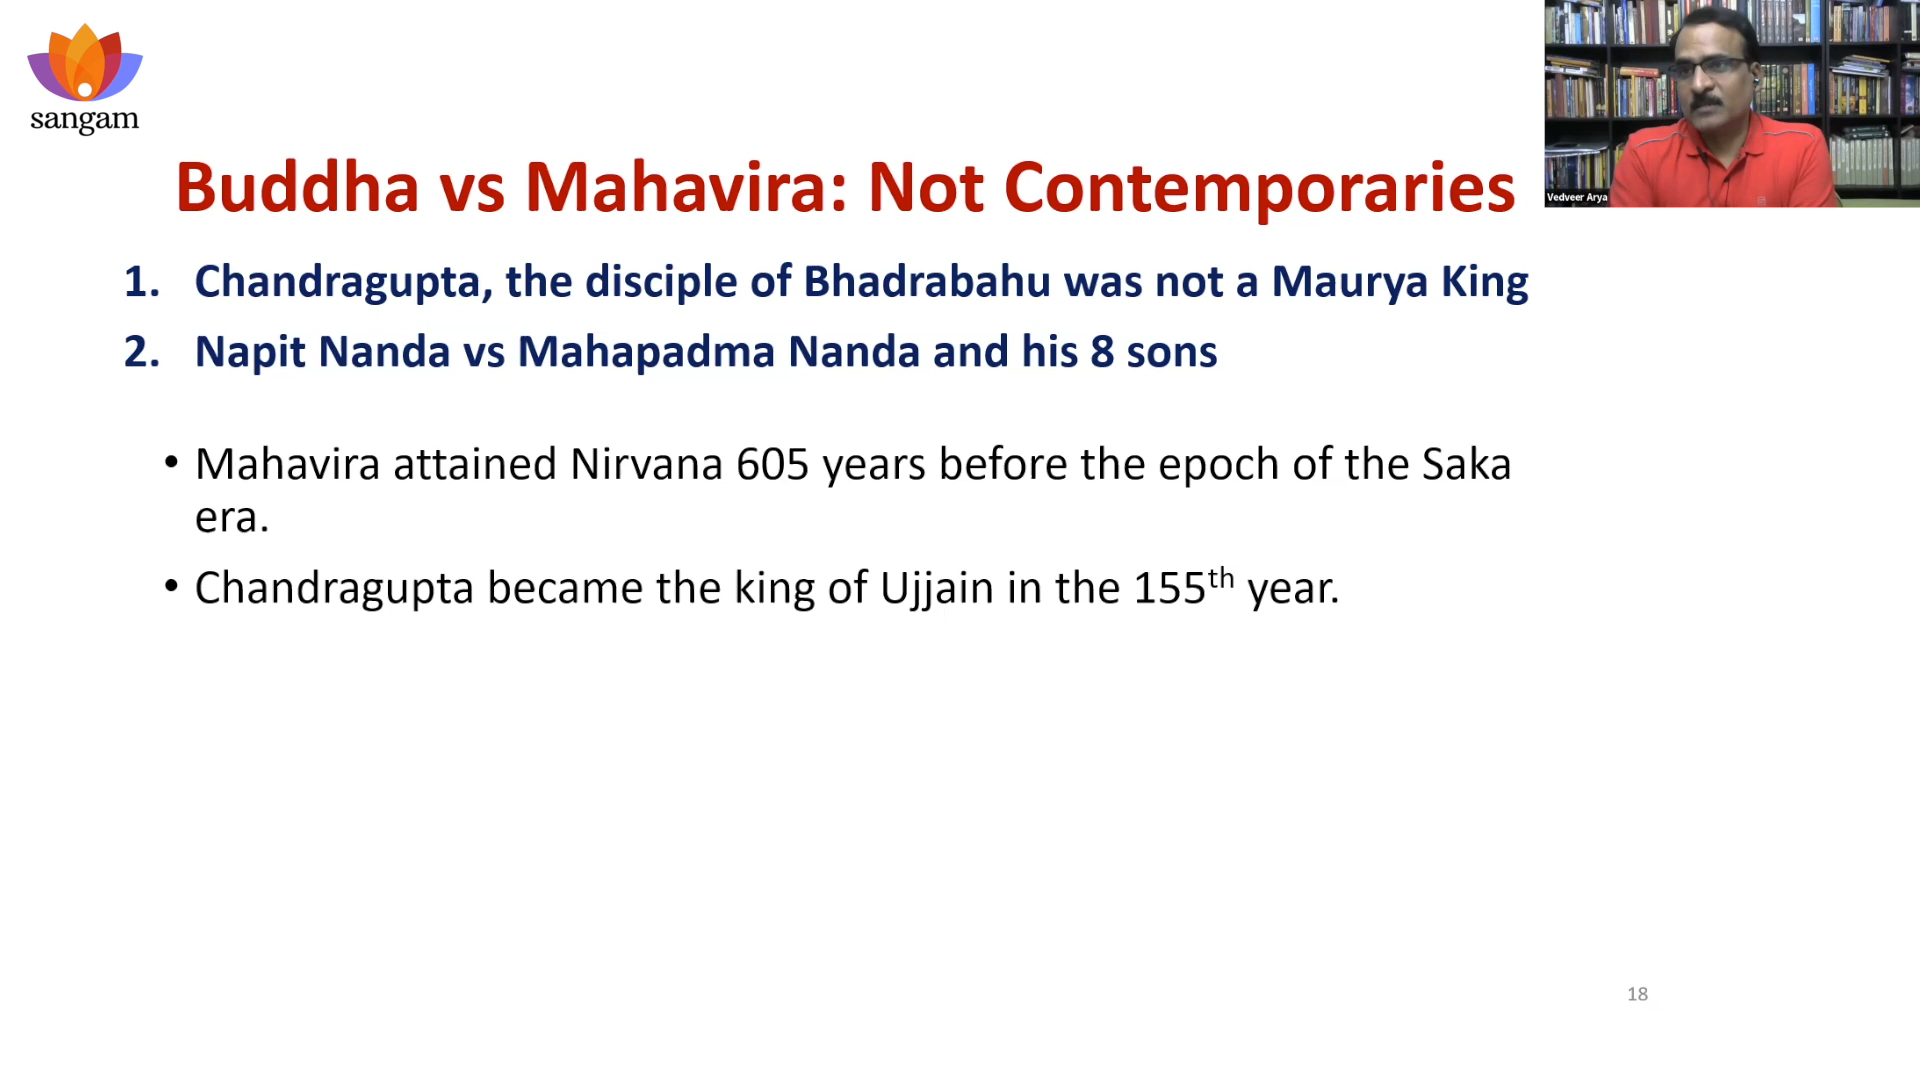 sangam
Buddha vs Mahavira: Not Contemporaries
Vedveer Arya
1. Chandragupta, the disciple of Bhadrabahu was not a Maurya King
2. Napit Nanda vs Mahapadma Nanda and his 8 sons
• Mahavira attained Nirvana 605 years before the epoch of the Saka
era.
• Chandragupta became the king of Ujjain in the 155th year.
18